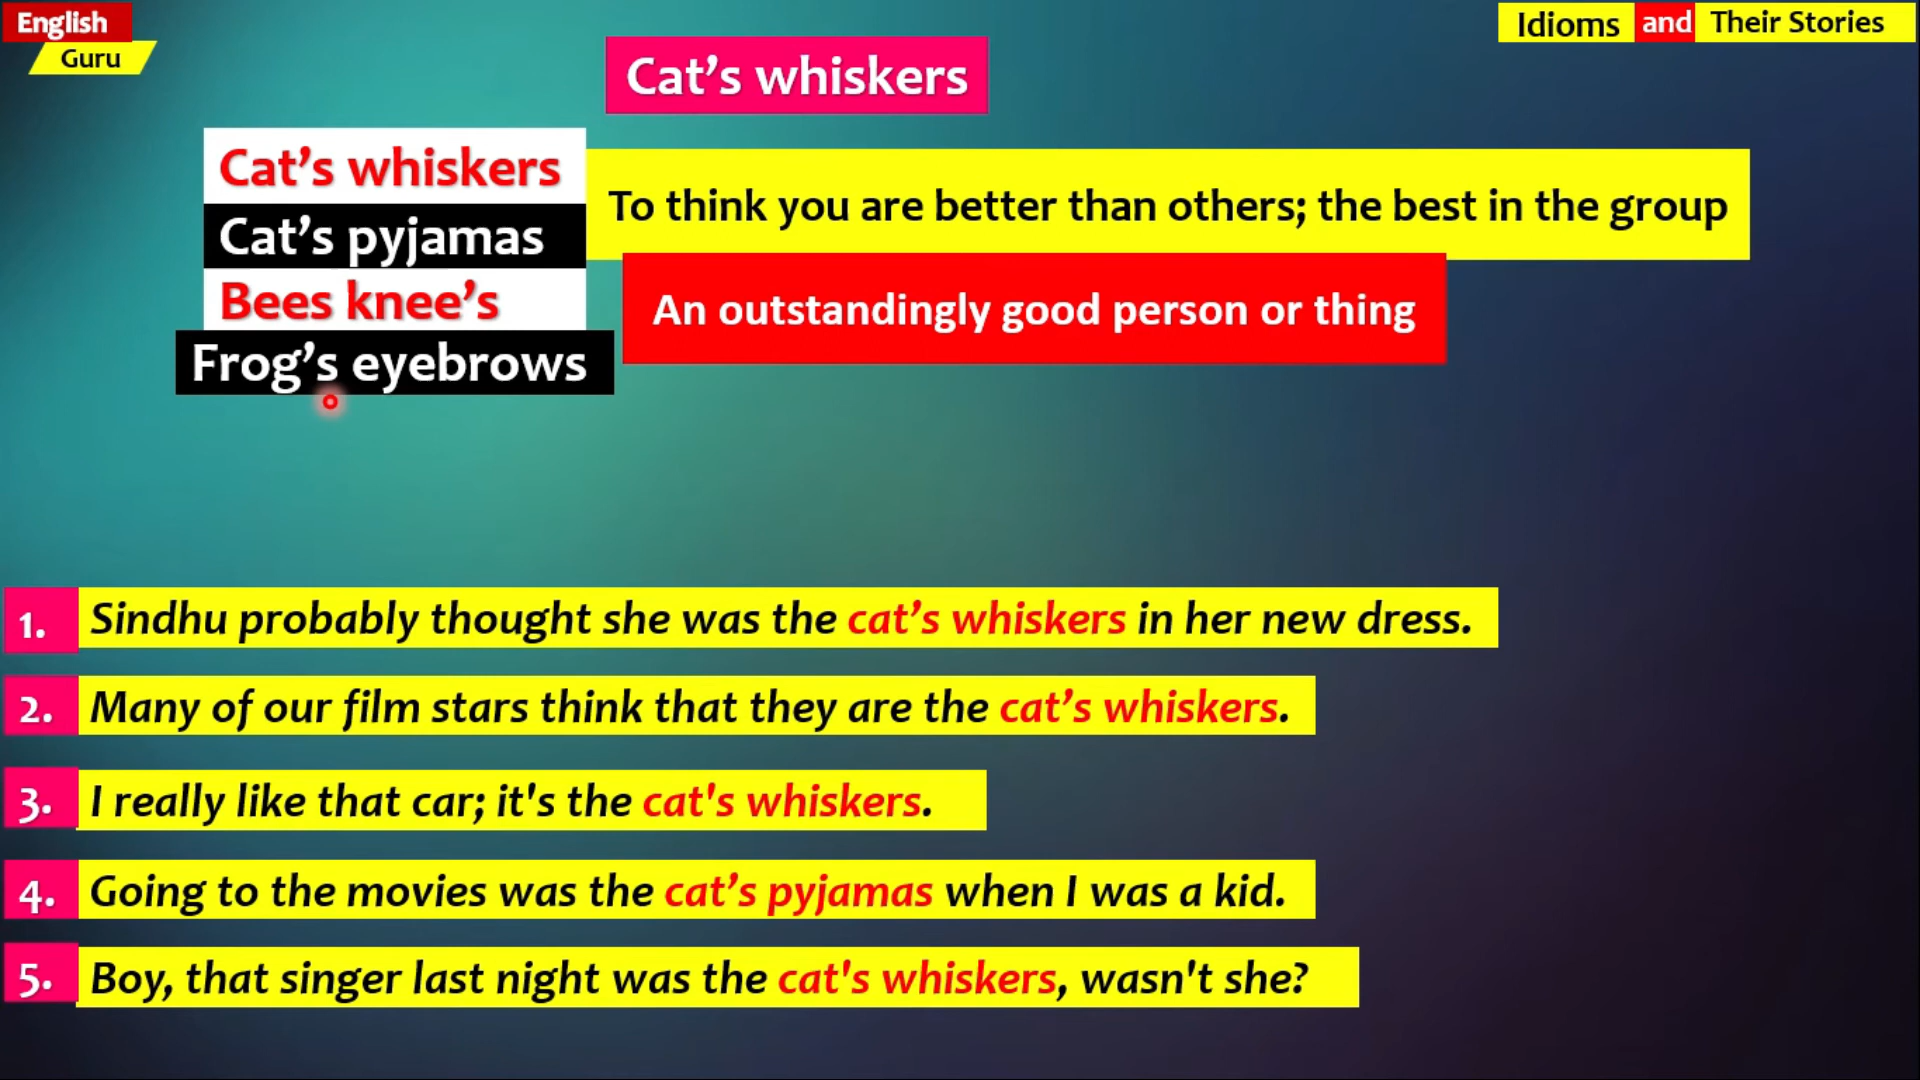 English
Guru
Idioms and Their Stories
Cat’s whiskers
Cat’s whiskers
Cat’s pyjamas
Bees knee’s
Frog’s eyebrows
To think you are better than others; the best in the group
An outstandingly good person or thing
1. Sindhu probably thought she was the cat’s whiskers in her new dress.
2. Many of our film stars think that they are the cat’s whiskers.
3. I really like that car; it's the cat's whiskers.
4. Going to the movies was the cat’s pyjamas when I was a kid.
5. Boy, that singer last night was the cat's whiskers, wasn't she?